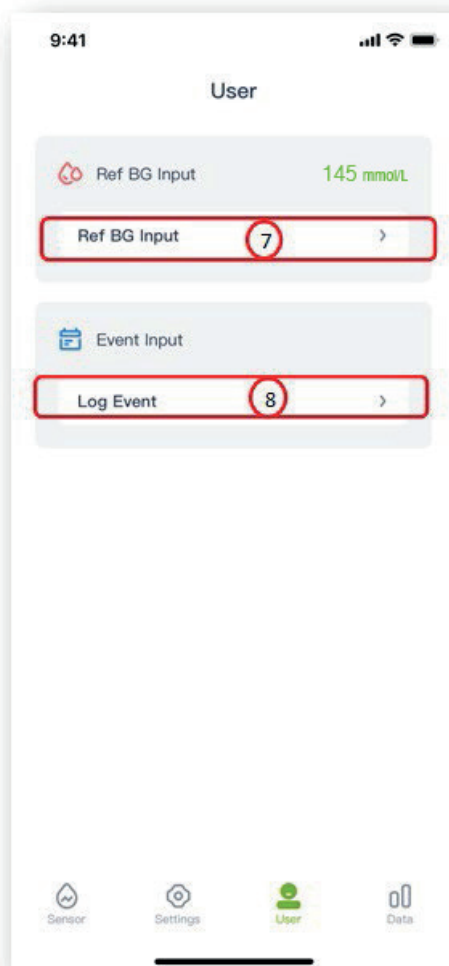 9:41
User
Ref BG Input 145 mmol/L
Ref BG Input 7 >
Event Input
Log Event 8 >
Sensor Settings User Data